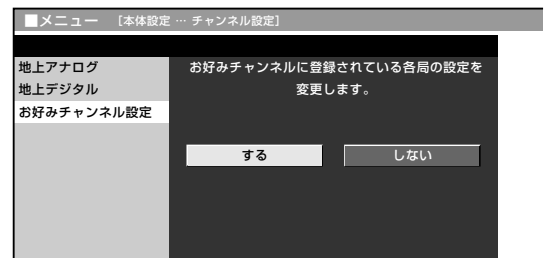 ■メニュー [本体設定 … チャンネル設定]
地上アナログ
地上デジタル
お好みチャンネル設定
お好みチャンネルに登録されている各局の設定を
変更します。
する
しない